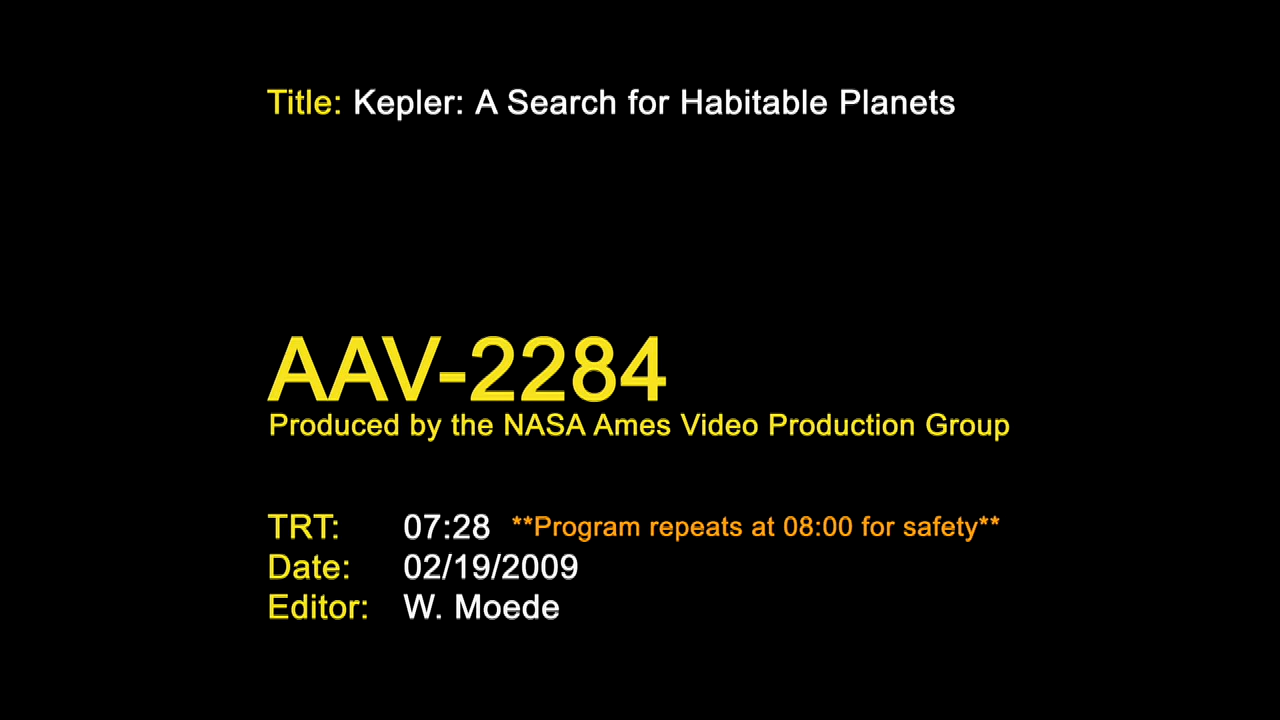 Title: Kepler: A Search for Habitable Planets
AAV-2284
Produced by the NASA Ames Video Production Group
TRT: 07:28 **Program repeats at 08:00 for safety**
Date: 02/19/2009
Editor: W. Moede